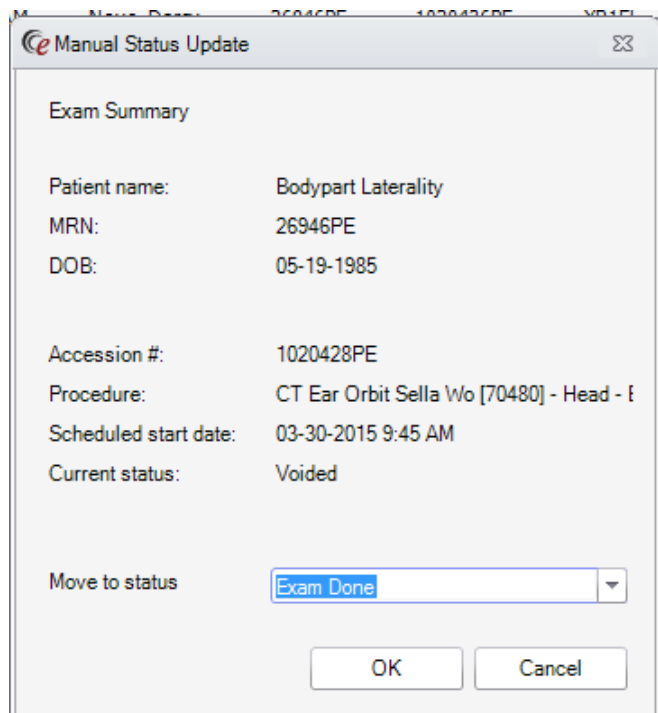 Manual Status Update
Exam Summary
Patient name: Bodypart Laterality
MRN: 26946PE
DOB: 05-19-1985
Accession #: 1020428PE
Procedure: CT Ear Orbit Sella Wo [70480] - Head -
Scheduled start date: 03-30-2015 9:45 AM
Current status: Voided
Move to status Exam Done
OK Cancel